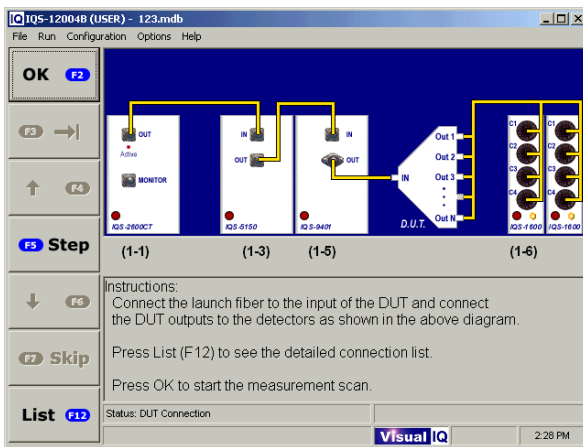 IQ IQS-12004B (USER) - 123.mdb
File Run Configuration Options Help
OK F2
F3
F4
F5 Step
F6
F7 Skip
List F12
OUT
Active
MONITOR
IQS-2600CT
IN
OUT
IQS-5150
IN
OUT
IQS-9401
IN
Out 1
Out 2
Out 3
Out N
D.U.T.
C1
C2
C3
C4
IQS-1600
C1
C2
C3
C4
IQS-1600
(1-1) (1-3) (1-5) (1-6)
Instructions:
Connect the launch fiber to the input of the DUT and connect
the DUT outputs to the detectors as shown in the above diagram.
Press List (F12) to see the detailed connection list.
Press OK to start the measurement scan.
Status: DUT Connection
Visual IQ
2:28 PM